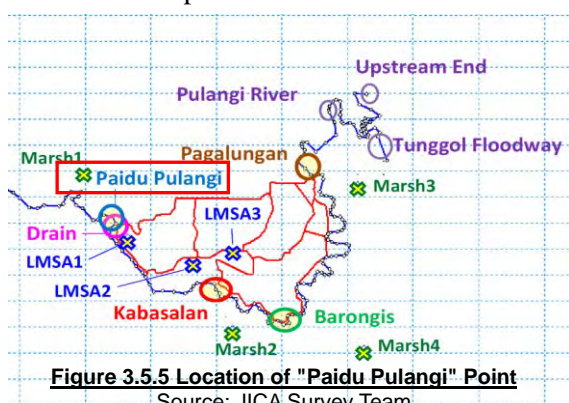 Upstream End
Pulangi River
Tunggol Floodway
Pagalungan
Marsh1
Paidu Pulangi
Marsh3
LMSA3
Drain
LMSA1
LMSA2
Kabasalan
Barongis
Marsh2
Marsh4
Figure 3.5.5 Location of "Paidu Pulangi" Point
Source: JICA Survey Team